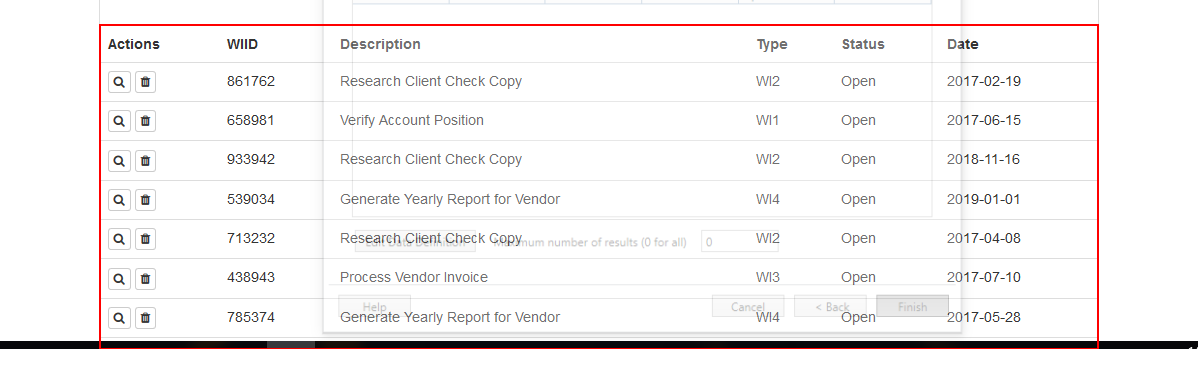 Actions WIID Description Type Status Date
861762 Research Client Check Copy WI2 Open 2017-02-19
658981 Verify Account Position WI1 Open 2017-06-15
933942 Research Client Check Copy WI2 Open 2018-11-16
539034 Generate Yearly Report for Vendor WI4 Open 2019-01-01
713232 Research Client Check Copy WI2 Open 2017-04-08
Edit Data Definition Maximum number of results (0 for all) 0
438943 Process Vendor Invoice WI3 Open 2017-07-10
Help Cancel < Back Finish
785374 Generate Yearly Report for Vendor WI4 Open 2017-05-28